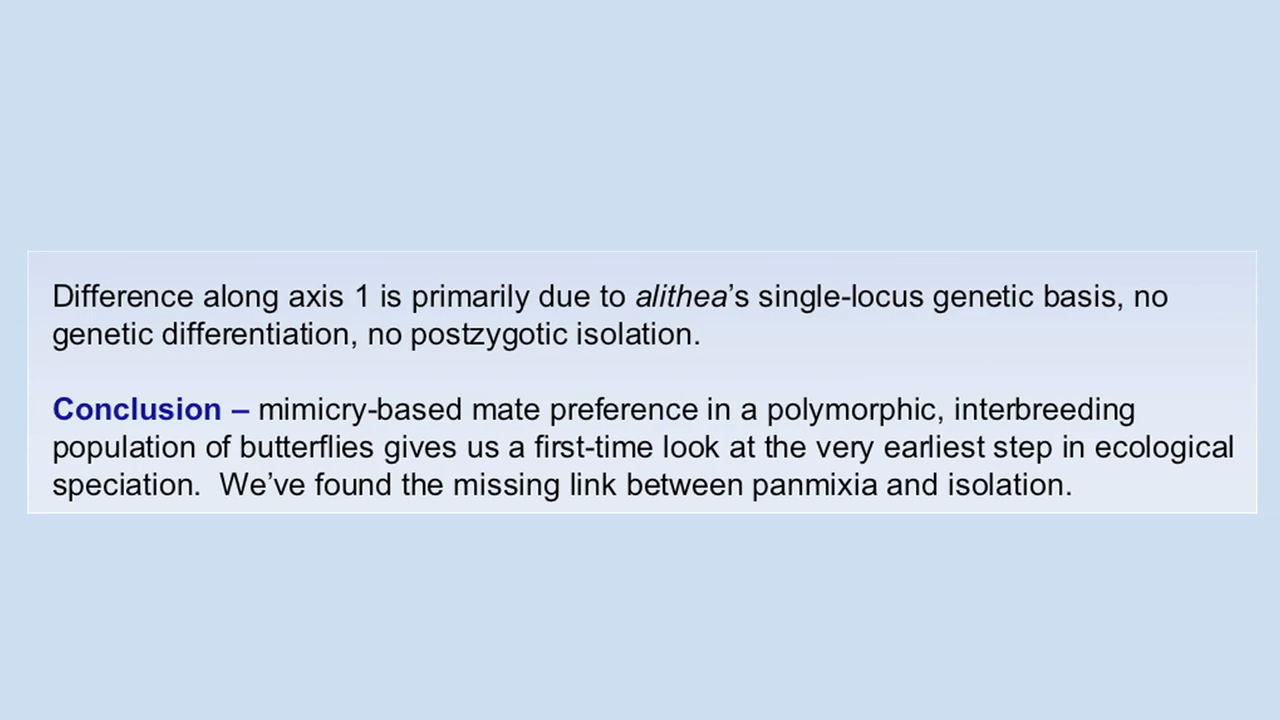 Difference along axis 1 is primarily due to alithea’s single-locus genetic basis, no
genetic differentiation, no postzygotic isolation.
Conclusion – mimicry-based mate preference in a polymorphic, interbreeding
population of butterflies gives us a first-time look at the very earliest step in ecological
speciation.  We’ve found the missing link between panmixia and isolation.